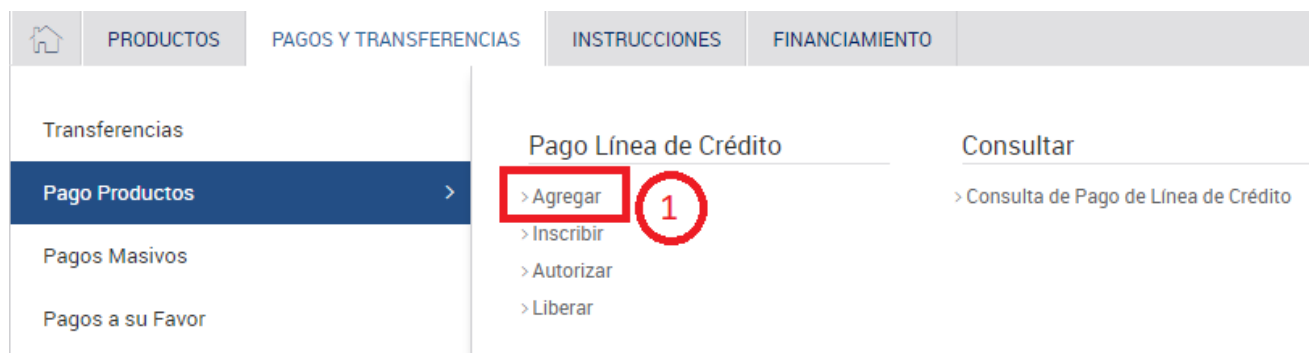 PRODUCTOS PAGOS Y TRANSFERENCIAS INSTRUCCIONES FINANCIAMIENTO
Transferencias
Pago Productos >
Pagos Masivos
Pagos a su Favor
Pago Línea de Crédito
> Agregar 1
> Inscribir
> Autorizar
> Liberar
Consultar
> Consulta de Pago de Línea de Crédito